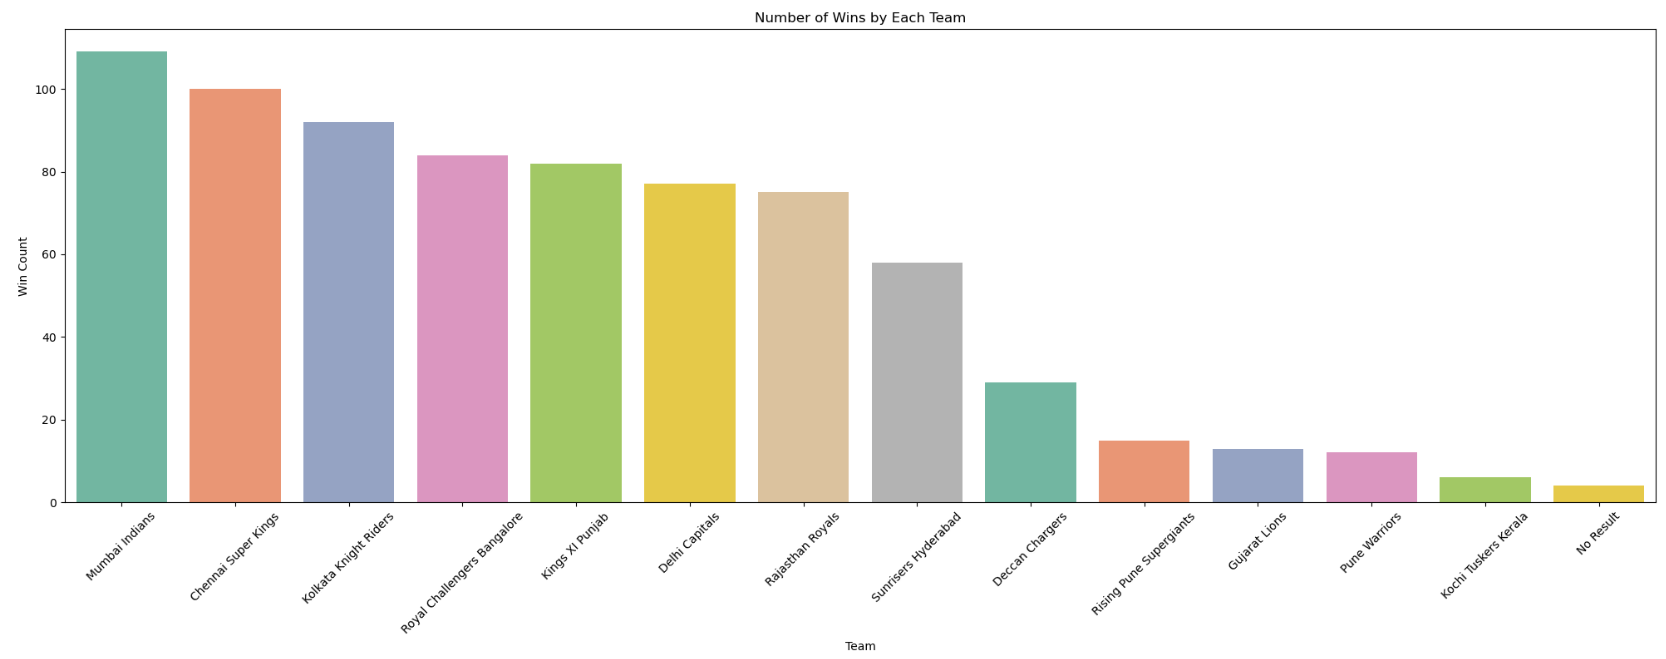 Number of Wins by Each Team
Win Count
100
80
60
40
20
0
Mumbai Indians
Chennai Super Kings
Kolkata Knight Riders
Royal Challengers Bangalore
Kings XI Punjab
Delhi Capitals
Rajasthan Royals
Sunrisers Hyderabad
Deccan Chargers
Rising Pune Supergiants
Gujarat Lions
Pune Warriors
Kochi Tuskers Kerala
No Result
Team